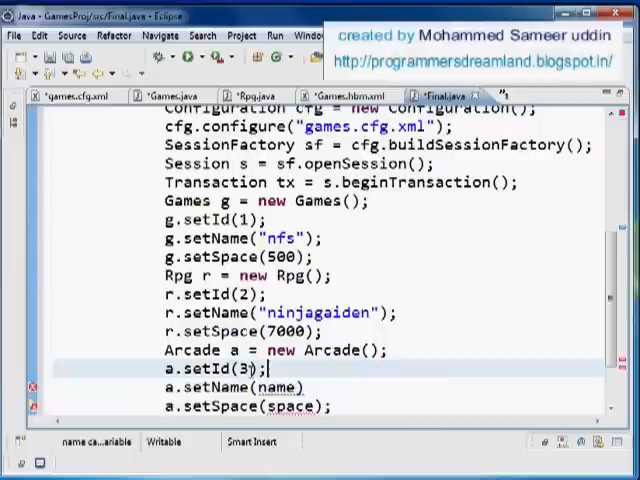 Java - GamesProj/src/Final.java - Eclipse
File Edit Source Refactor Navigate Search Project Run
created by Mohammed Sameer uddin
http://programmersdreamland.blogspot.in/
*games.cfg.xml *Games.java *Rpg.java *Games.hbm.xml *Final.java »1
Configuration cfg = new Configuration();
cfg.configure("games.cfg.xml");
SessionFactory sf = cfg.buildSessionFactory();
Session s = sf.openSession();
Transaction tx = s.beginTransaction();
Games g = new Games();
g.setId(1);
g.setName("nfs");
g.setSpace(500);
Rpg r = new Rpg();
r.setId(2);
r.setName("ninjagaiden");
r.setSpace(7000);
Arcade a = new Arcade();
a.setId(3);
a.setName(name)
a.setSpace(space);
name ca...ariable Writable Smart Insert